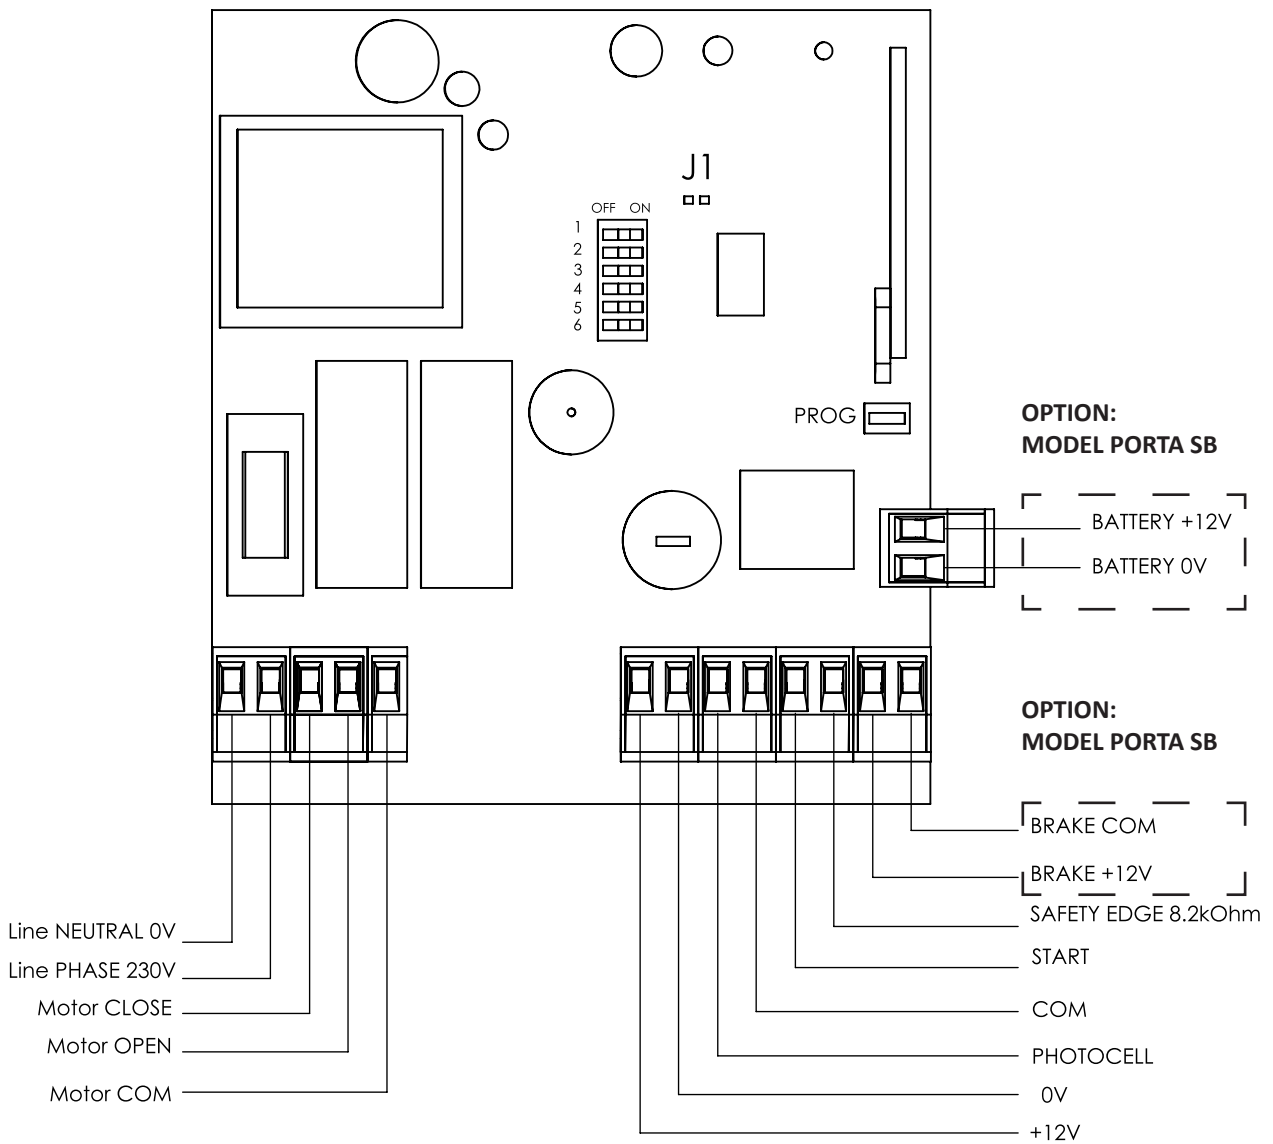 J1
OFF ON
1
2
3
4
5
6
PROG
OPTION:
MODEL PORTA SB
BATTERY +12V
BATTERY 0V
OPTION:
MODEL PORTA SB
BRAKE COM
BRAKE +12V
SAFETY EDGE 8.2kOhm
START
COM
PHOTOCELL
0V
+12V
Line NEUTRAL 0V
Line PHASE 230V
Motor CLOSE
Motor OPEN
Motor COM